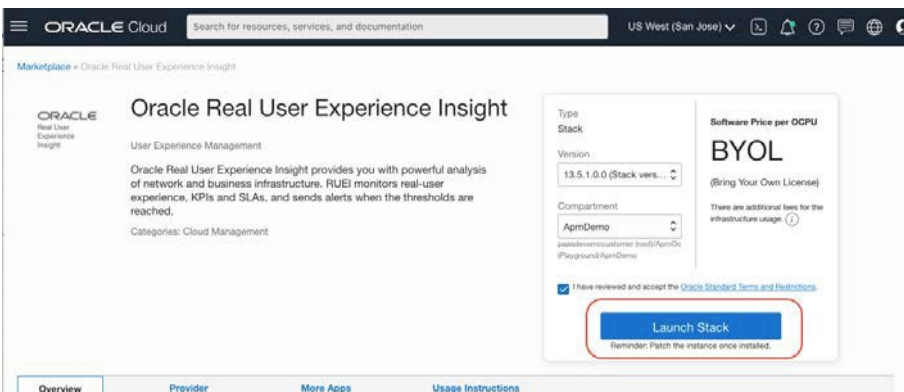 ORACLE Cloud
Search for resources, services, and documentation
US West (San Jose)
Marketplace » Oracle Real User Experience Insight
ORACLE
Real User
Experience
Insight
Oracle Real User Experience Insight
User Experience Management
Oracle Real User Experience Insight provides you with powerful analysis
of network and business infrastructure. RUEI monitors real-user
experience, KPIs and SLAs, and sends alerts when the thresholds are
reached.
Categories: Cloud Management
Type
Stack
Version
13.5.1.0.0 (Stack vers...
Compartment
ApmDemo
/Playground/ApmDemo
Software Price per OCPU
BYOL
(Bring Your Own License)
There are additional fees for the
infrastructure usage.
I have reviewed and accept the Oracle Standard Terms and Restrictions.
Launch Stack
Reminder: Patch the instance once installed.
Overview
Provider
More Apps
Usage Instructions